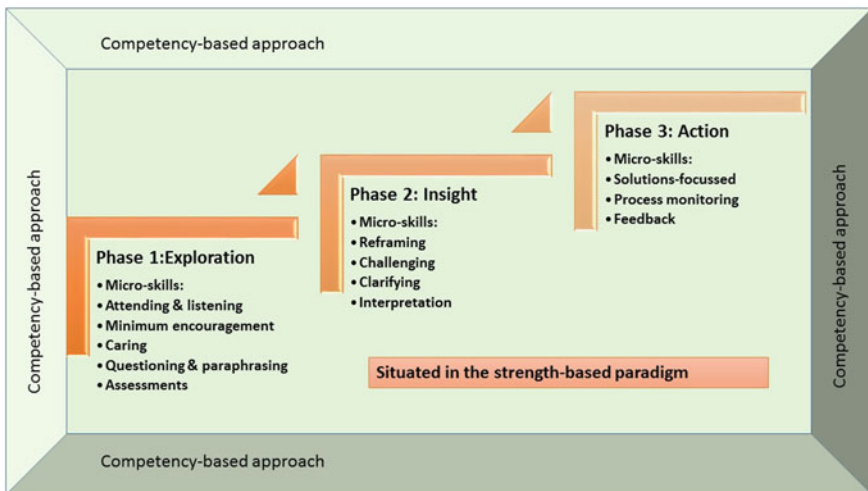 Competency-based approach
Competency-based approach
Phase 1:Exploration
•Micro-skills:
•Attending & listening
•Minimum encouragement
•Caring
•Questioning & paraphrasing
•Assessments
Phase 2: Insight
•Micro-skills:
•Reframing
•Challenging
•Clarifying
•Interpretation
Phase 3: Action
•Micro-skills:
•Solutions-focussed
•Process monitoring
•Feedback
Situated in the strength-based paradigm
Competency-based approach
Competency-based approach